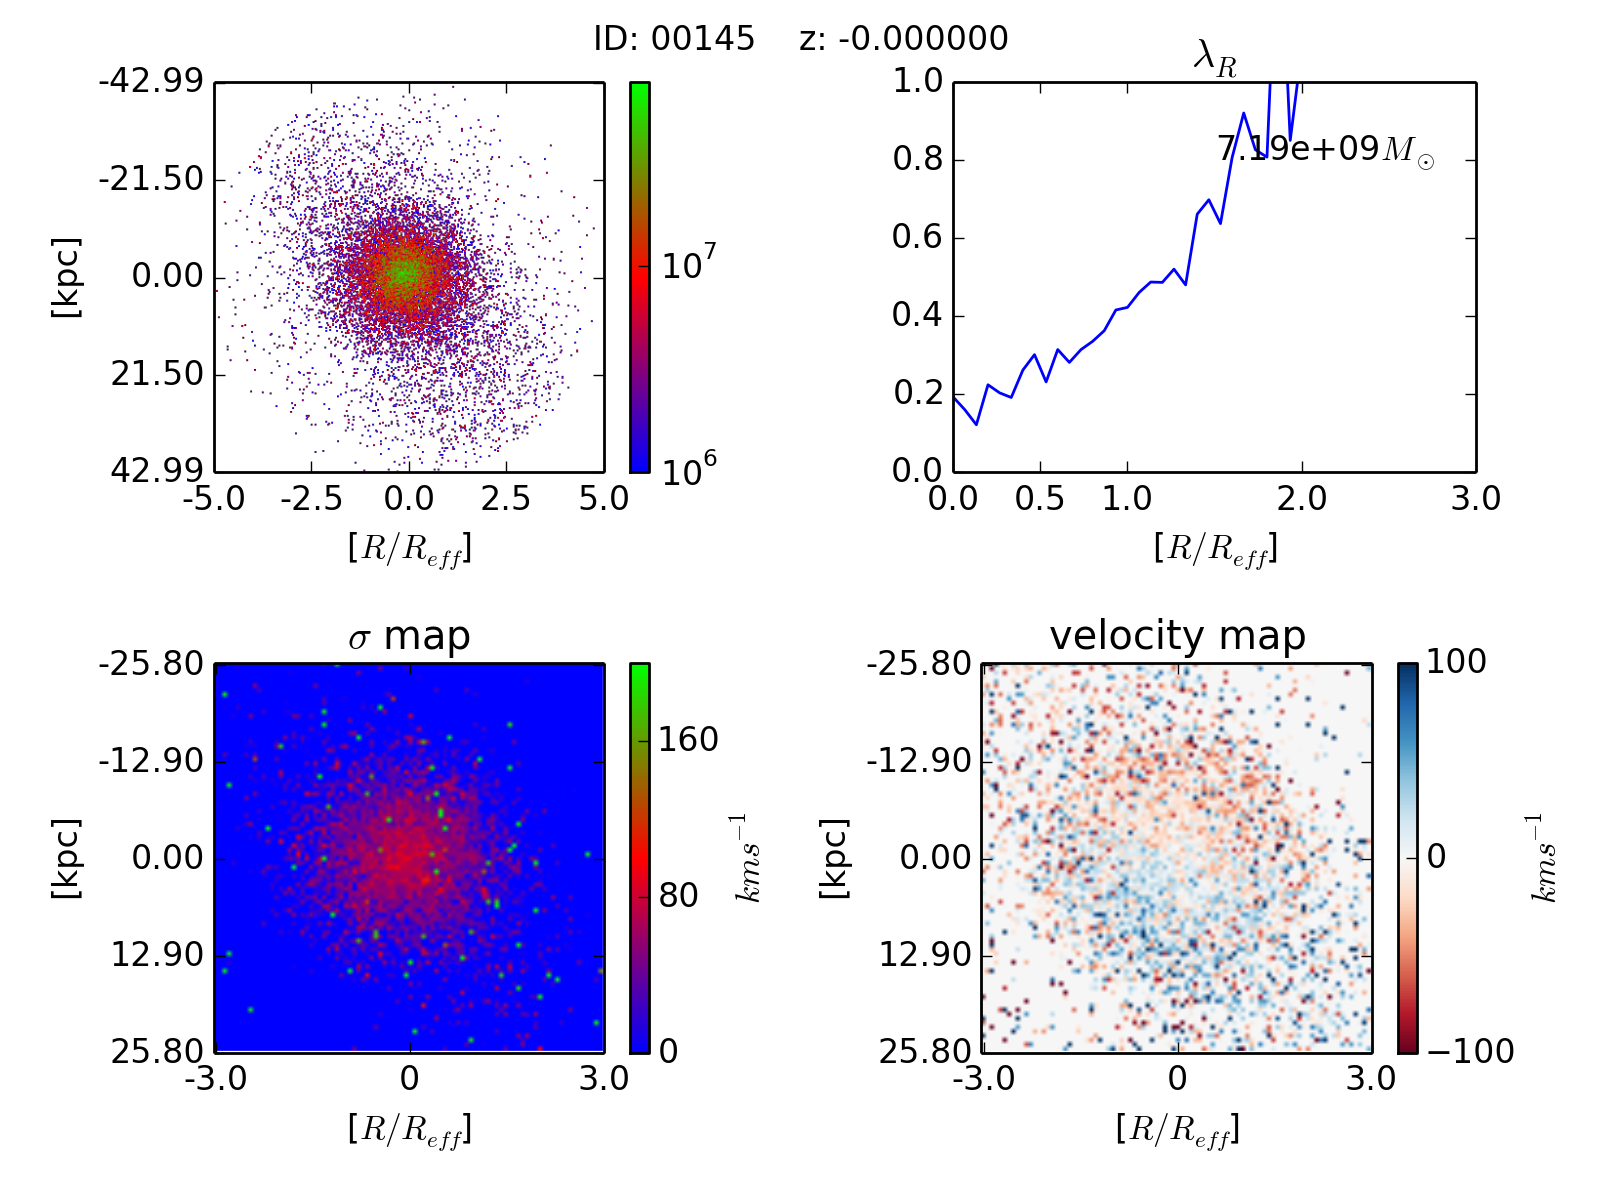 ID: 00145 z: -0.000000
-42.99
-21.50
0.00
21.50
42.99
[kpc]
-5.0 -2.5 0.0 2.5 5.0
[R/R_eff]
10^7
10^6
λ_R
1.0
0.8
0.6
0.4
0.2
0.0
7.19e+09M_⊙
0.0 0.5 1.0 2.0 3.0
[R/R_eff]
σ map
-25.80
-12.90
0.00
12.90
25.80
[kpc]
-3.0 0 3.0
[R/R_eff]
160
80
0
kms^−1
velocity map
-25.80
-12.90
0.00
12.90
25.80
[kpc]
-3.0 0 3.0
[R/R_eff]
100
0
−100
kms^−1